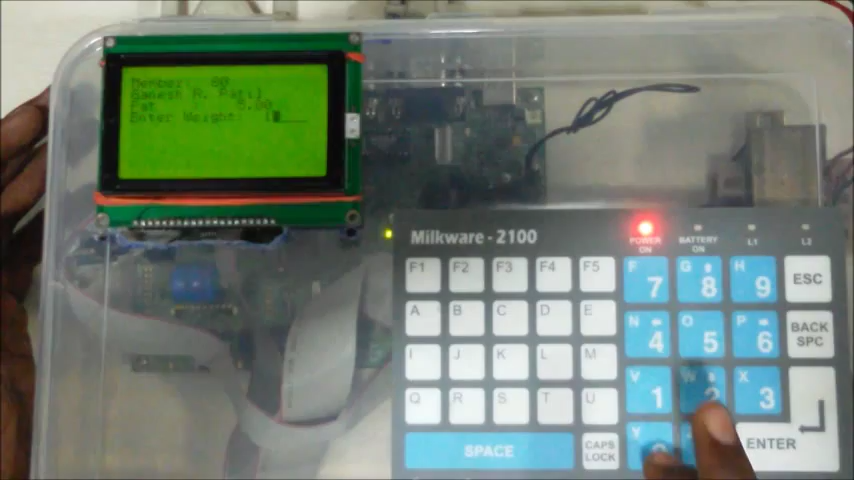 Member: 80
Ganesh R. Patil
Fat : 5.00
Enter Weight: 1
Milkware - 2100
POWER ON
BATTERY ON
L1
L2
F1 F2 F3 F4 F5 F 7 G 8 H 9 ESC
A B C D E N 4 O 5 P 6 BACK SPC
I J K L M V 1 W 2 X 3
Q R S T U Y
SPACE CAPS LOCK ENTER